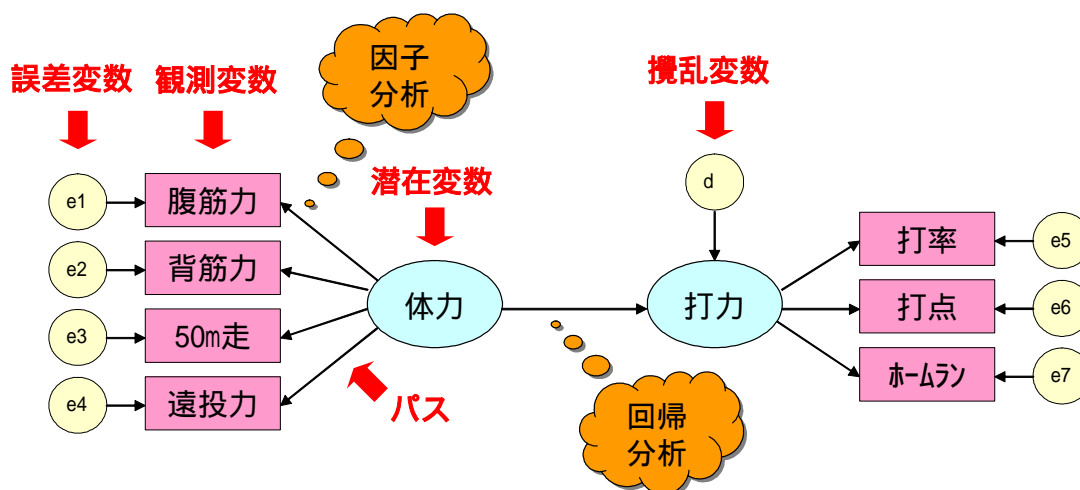 因子
分析
誤差変数
観測変数
攪乱変数
潜在変数
e1
腹筋力
e2
背筋力
e3
50m走
e4
遠投力
体力
パス
d
打力
打率
e5
打点
e6
ホームラン
e7
回帰
分析